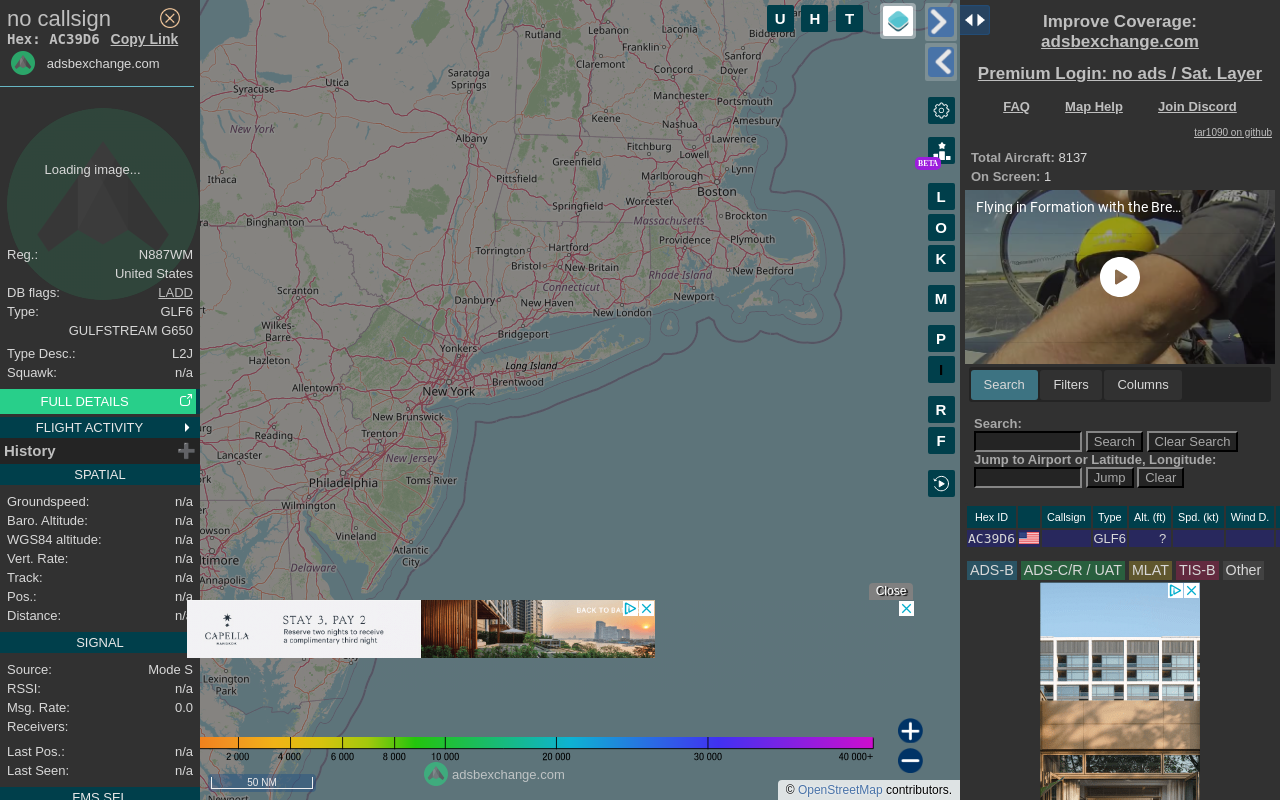 no callsign
Hex: AC39D6 Copy Link
adsbexchange.com
Loading image...
Reg.: N887WM
United States
DB flags: LADD
Type: GLF6
GULFSTREAM G650
Type Desc.: L2J
Squawk: n/a
FULL DETAILS
FLIGHT ACTIVITY
History
SPATIAL
Groundspeed: n/a
Baro. Altitude: n/a
WGS84 altitude: n/a
Vert. Rate: n/a
Track: n/a
Pos.: n/a
Distance: n/a
SIGNAL
Source: Mode S
RSSI: n/a
Msg. Rate: 0.0
Receivers:
Last Pos.: n/a
Last Seen: n/a
FMS SEL
U H T
Rutland
Lebanon
Laconia
Biddeford
Franklin
Claremont
Sanford
Concord
Dover
Saratoga
Springs
Utica
Syracuse
Manchester
Portsmouth
Keene
Nashua
Amesbury
New York
Albany
Fitchburg
Lawrence
Lowell
Greenfield
Lynn
Ithaca
Pittsfield
Marlborough
Boston
Worcester
Springfield
Massachusetts
Brockton
Binghamton
Providence
Plymouth
Torrington
Hartford
Bristol
New Britain
Rhode Island
New Bedford
Connecticut
Scranton
Danbury
New Haven
Newport
New London
Wilkes-
Barre
Bridgeport
Yonkers
Hazleton
Long Island
Brentwood
Allentown
New York
New Brunswick
Reading
Trenton
Lancaster
New Jersey
Toms River
Philadelphia
Wilmington
Vineland
Atlantic
City
Delaware
Annapolis
Lexington
Park
BETA
L
O
K
M
P
I
R
F
Close
CAPELLA
BANGKOK
STAY 3, PAY 2
Reserve two nights to receive
a complimentary third night
2 000 4 000 6 000 8 000 10 000 20 000 30 000 40 000+
adsbexchange.com
50 NM
© OpenStreetMap contributors.
Improve Coverage:
adsbexchange.com
Premium Login: no ads / Sat. Layer
FAQ Map Help Join Discord
tar1090 on github
Total Aircraft: 8137
On Screen: 1
Flying in Formation with the Bre...
Search Filters Columns
Search:
Search Clear Search
Jump to Airport or Latitude, Longitude:
Jump Clear
Hex ID Callsign Type Alt. (ft) Spd. (kt) Wind D.
AC39D6 GLF6 ?
ADS-B ADS-C/R / UAT MLAT TIS-B Other